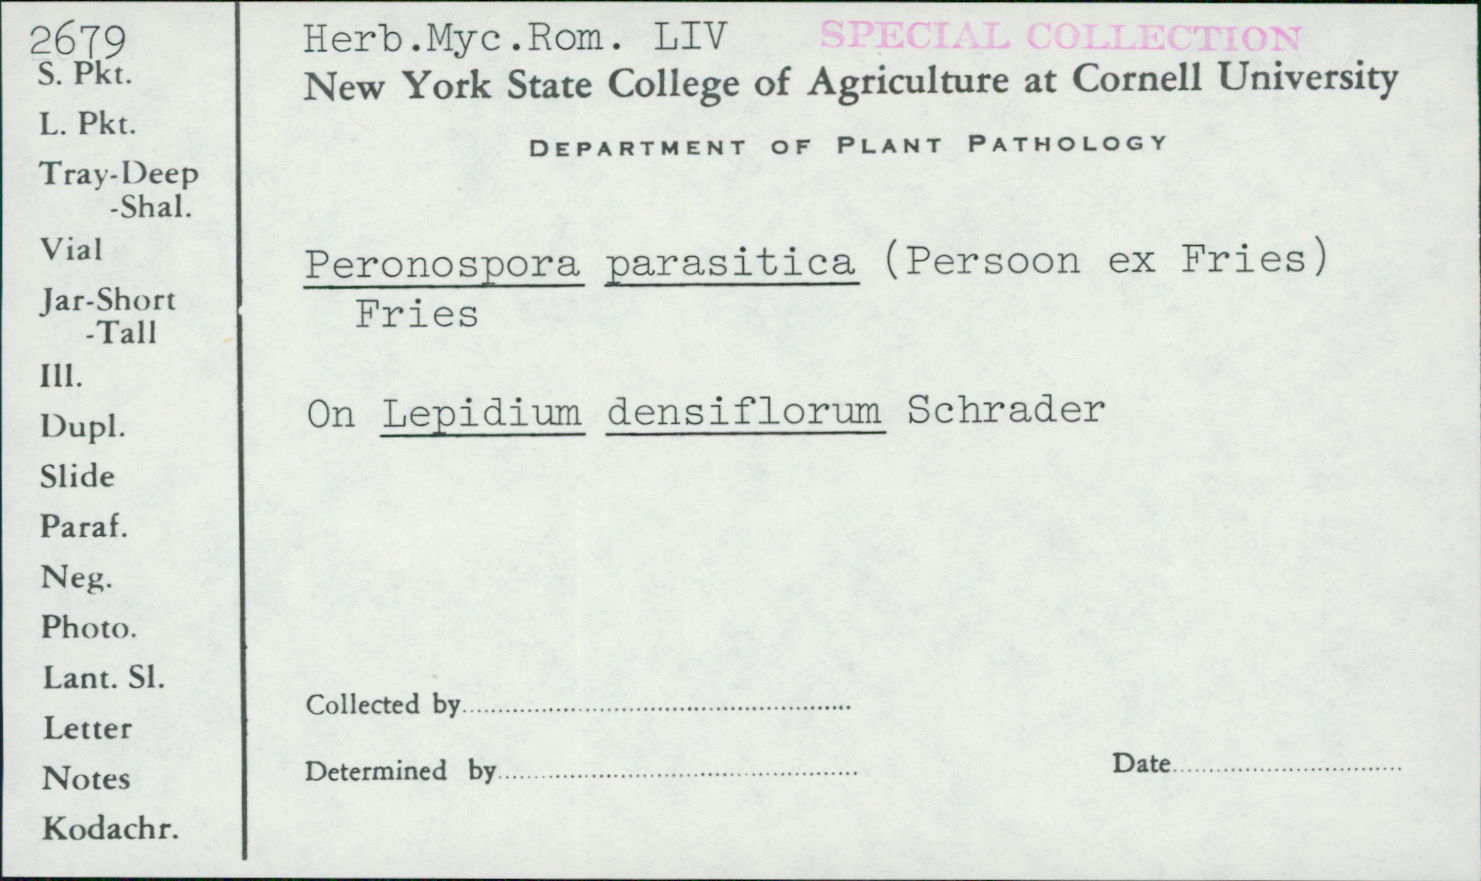 2679
S. Pkt.
L. Pkt.
Tray-Deep
-Shal.
Vial
Jar-Short
-Tall
Ill.
Dupl.
Slide
Paraf.
Neg.
Photo.
Lant. Sl.
Letter
Notes
Kodachr.
Herb.Myc.Rom. LIV SPECIAL COLLECTION
New York State College of Agriculture at Cornell University
DEPARTMENT OF PLANT PATHOLOGY
Peronospora parasitica (Persoon ex Fries)
Fries
On Lepidium densiflorum Schrader
Collected by
Determined by Date